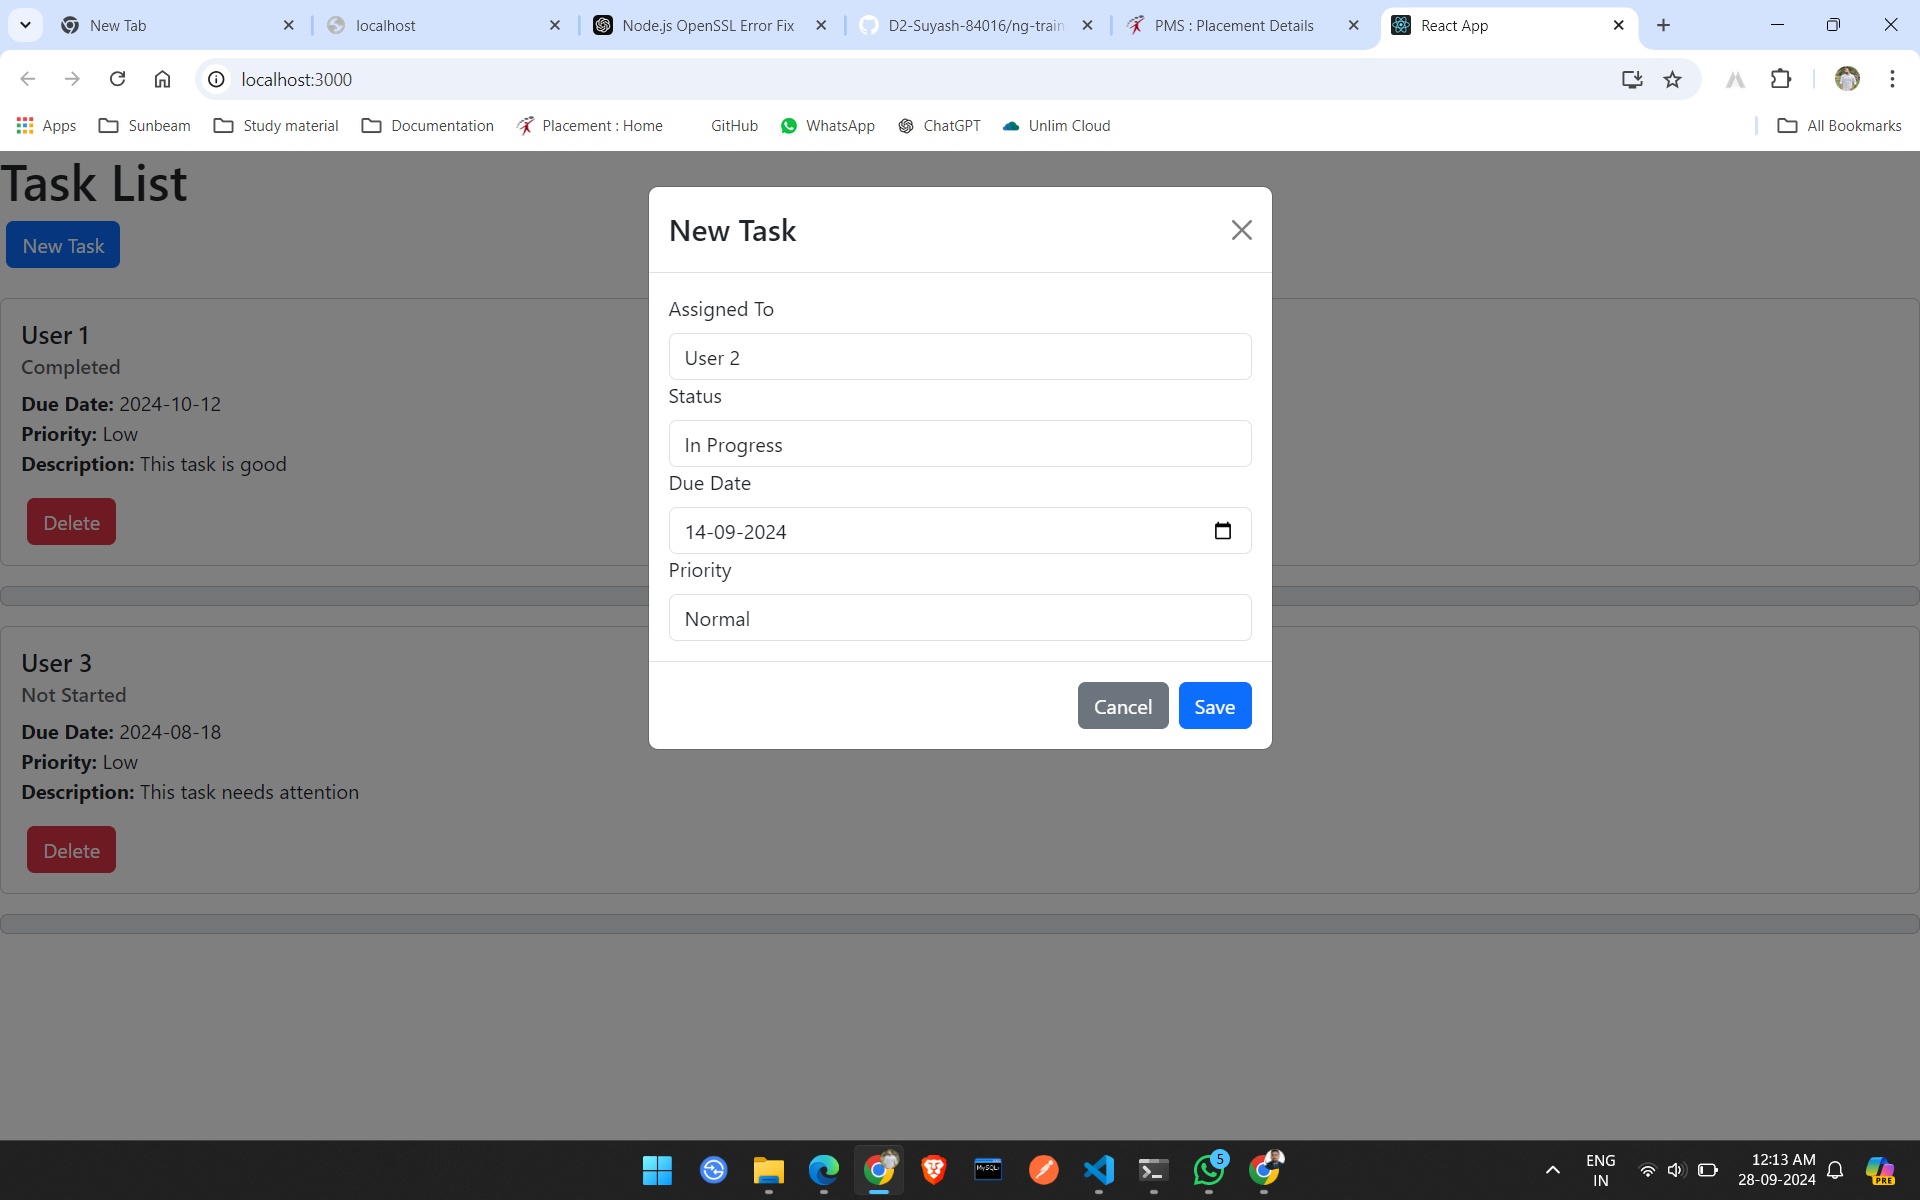 New Tab
localhost
Node.js OpenSSL Error Fix
D2-Suyash-84016/ng-train
PMS : Placement Details
React App
localhost:3000
Apps
Sunbeam
Study material
Documentation
Placement : Home
GitHub
WhatsApp
ChatGPT
Unlim Cloud
All Bookmarks
Task List
New Task
User 1
Completed
Due Date: 2024-10-12
Priority: Low
Description: This task is good
Delete
User 3
Not Started
Due Date: 2024-08-18
Priority: Low
Description: This task needs attention
Delete
New Task
Assigned To
User 2
Status
In Progress
Due Date
14-09-2024
Priority
Normal
Cancel
Save
MySQL
5
ENG
IN
12:13 AM
28-09-2024
PRE